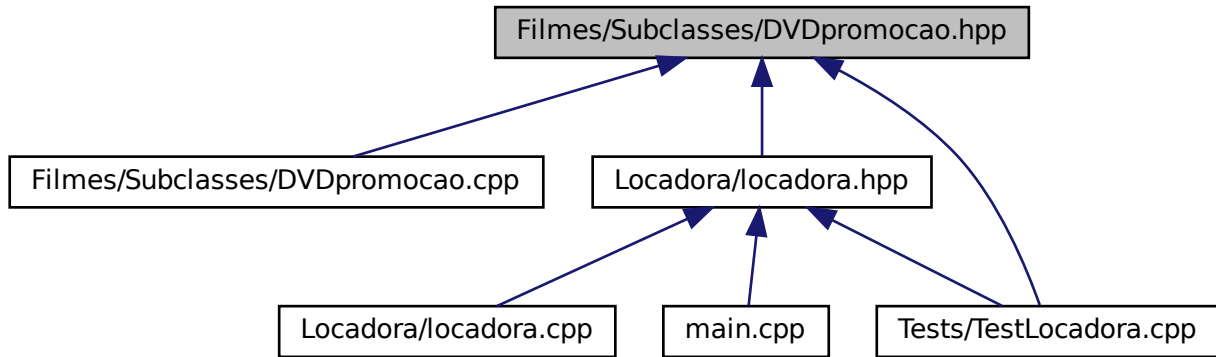 Filmes/Subclasses/DVDpromocao.hpp
Filmes/Subclasses/DVDpromocao.cpp
Locadora/locadora.hpp
Locadora/locadora.cpp
main.cpp
Tests/TestLocadora.cpp